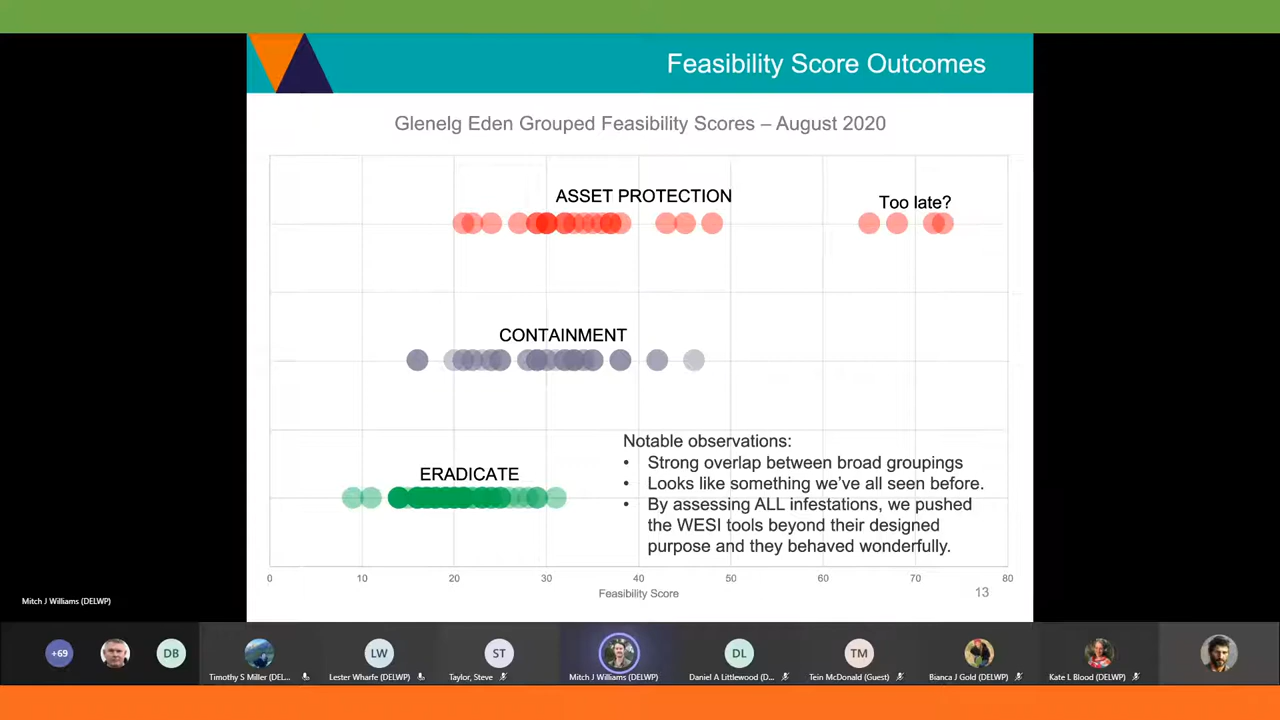 Feasibility Score Outcomes
Glenelg Eden Grouped Feasibility Scores – August 2020
ASSET PROTECTION
Too late?
CONTAINMENT
ERADICATE
Notable observations:
• Strong overlap between broad groupings
• Looks like something we've all seen before.
• By assessing ALL infestations, we pushed
the WESI tools beyond their designed
purpose and they behaved wonderfully.
0 10 20 30 40 50 60 70 80
Feasibility Score
13
Mitch J Williams (DELWP)
+69
DB
LW
ST
DL
TM
Timothy S Miller (DEL...
Lester Wharfe (DELWP)
Taylor, Steve
Mitch J Williams (DELWP)
Daniel A Littlewood (D...
Tein McDonald (Guest)
Bianca J Gold (DELWP)
Kate L Blood (DELWP)